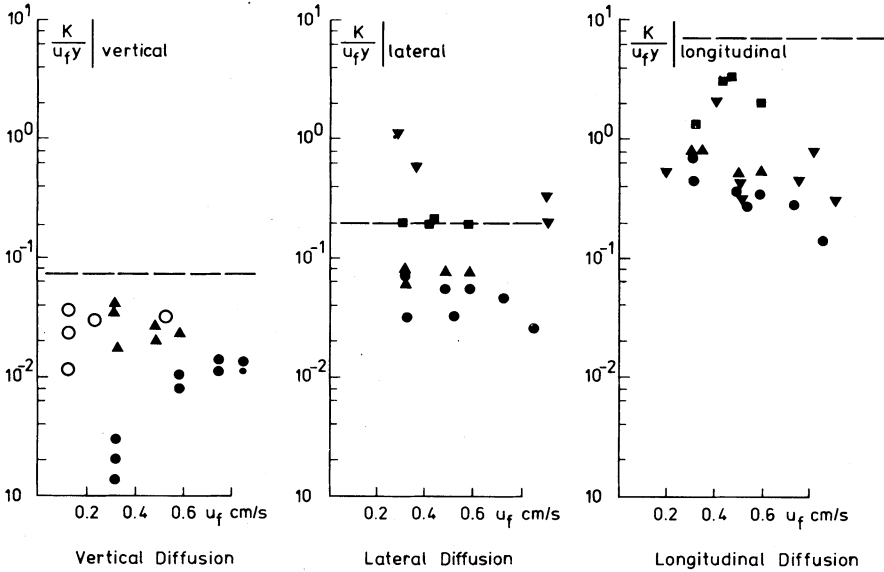 10¹
K
u_f y | vertical
10⁰
10⁻¹
10⁻²
10
0.2 0.4 0.6 u_f cm/s
Vertical Diffusion
10¹
K
u_f y | lateral
10⁰
10⁻¹
10⁻²
10
0.2 0.4 0.6 u_f cm/s
Lateral Diffusion
10¹
K
u_f y | longitudinal
10⁰
10⁻¹
10⁻²
10
0.2 0.4 0.6 u_f cm/s
Longitudinal Diffusion